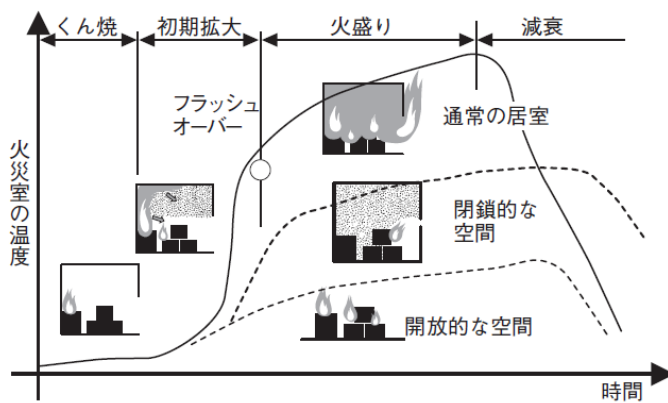 くん焼
初期拡大
火盛り
減衰
フラッシュ
オーバー
通常の居室
火災室の温度
閉鎖的な
空間
開放的な空間
時間